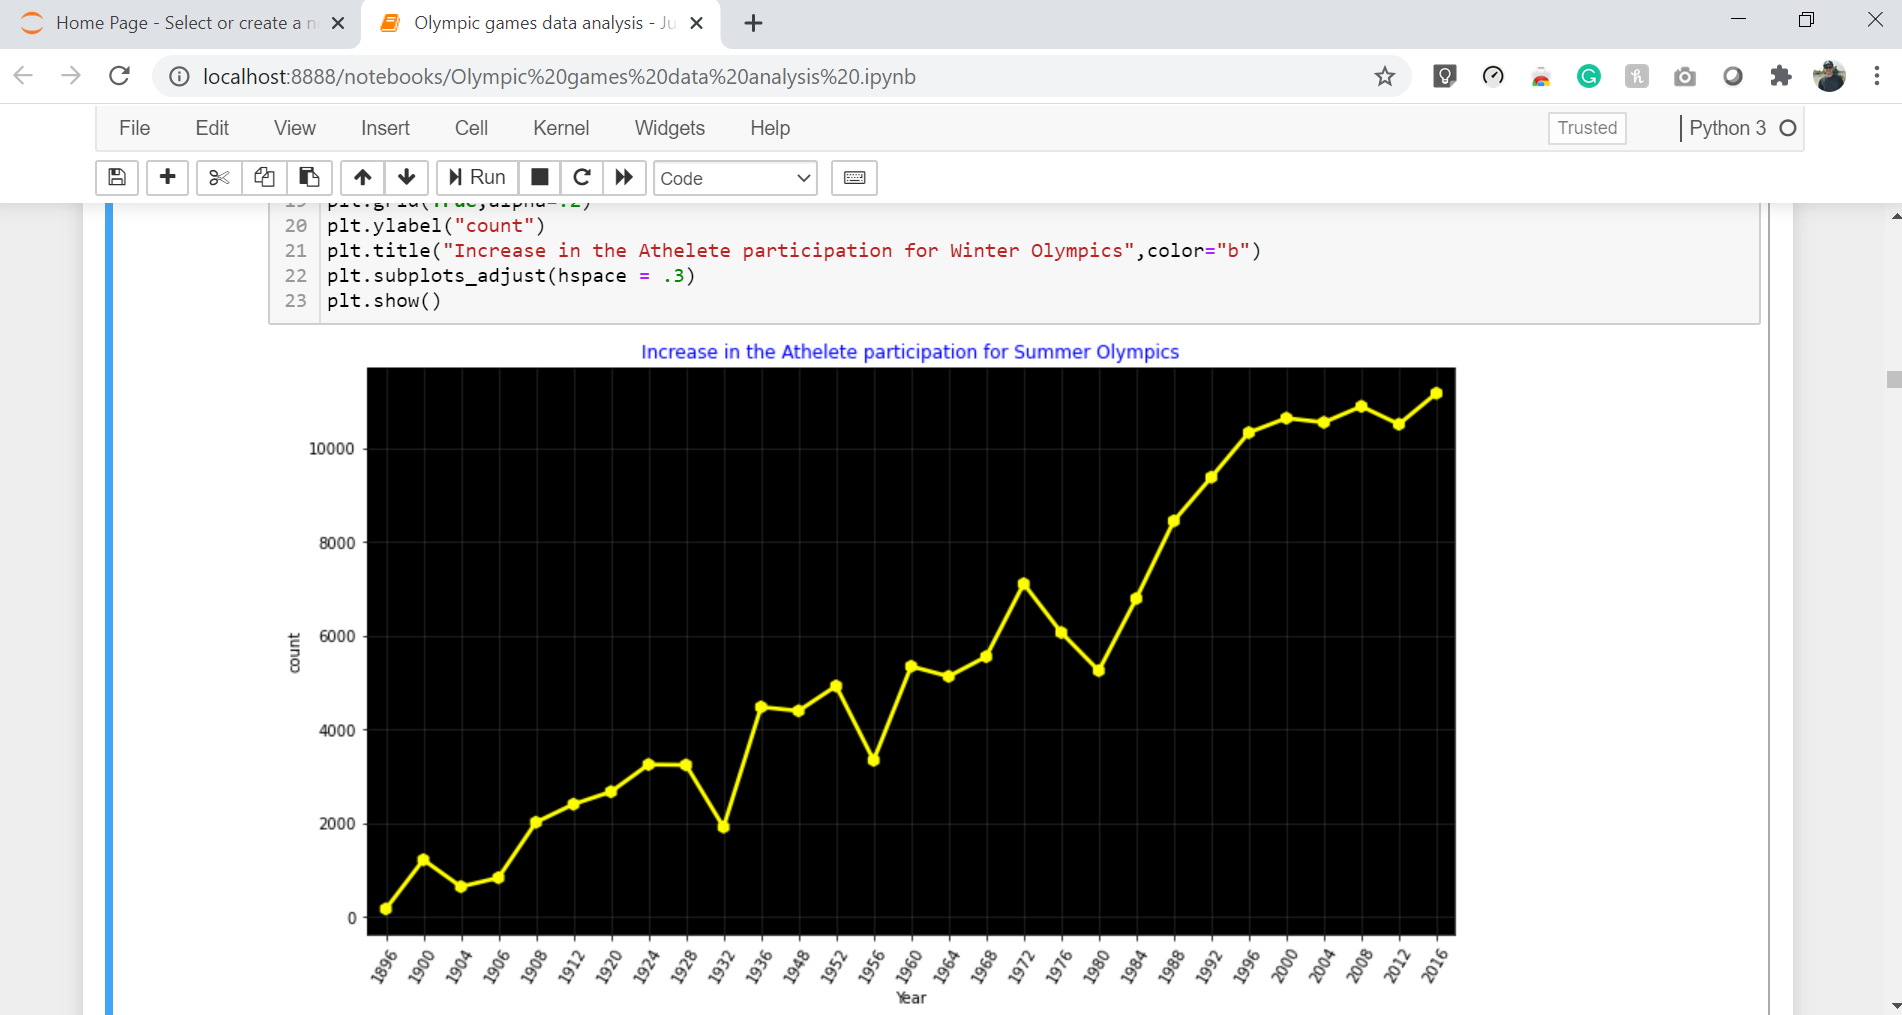 Home Page - Select or create a n
Olympic games data analysis - Ju
localhost:8888/notebooks/Olympic%20games%20data%20analysis%20.ipynb
File Edit View Insert Cell Kernel Widgets Help Trusted Python 3
Run Code
19 plt.grid(True,alpha=.2)
20 plt.ylabel("count")
21 plt.title("Increase in the Athelete participation for Winter Olympics",color="b")
22 plt.subplots_adjust(hspace = .3)
23 plt.show()
Increase in the Athelete participation for Summer Olympics
10000
8000
6000
4000
2000
0
count
1896 1900 1904 1906 1908 1912 1920 1924 1928 1932 1936 1948 1952 1956 1960 1964 1968 1972 1976 1980 1984 1988 1992 1996 2000 2004 2008 2012 2016
Year